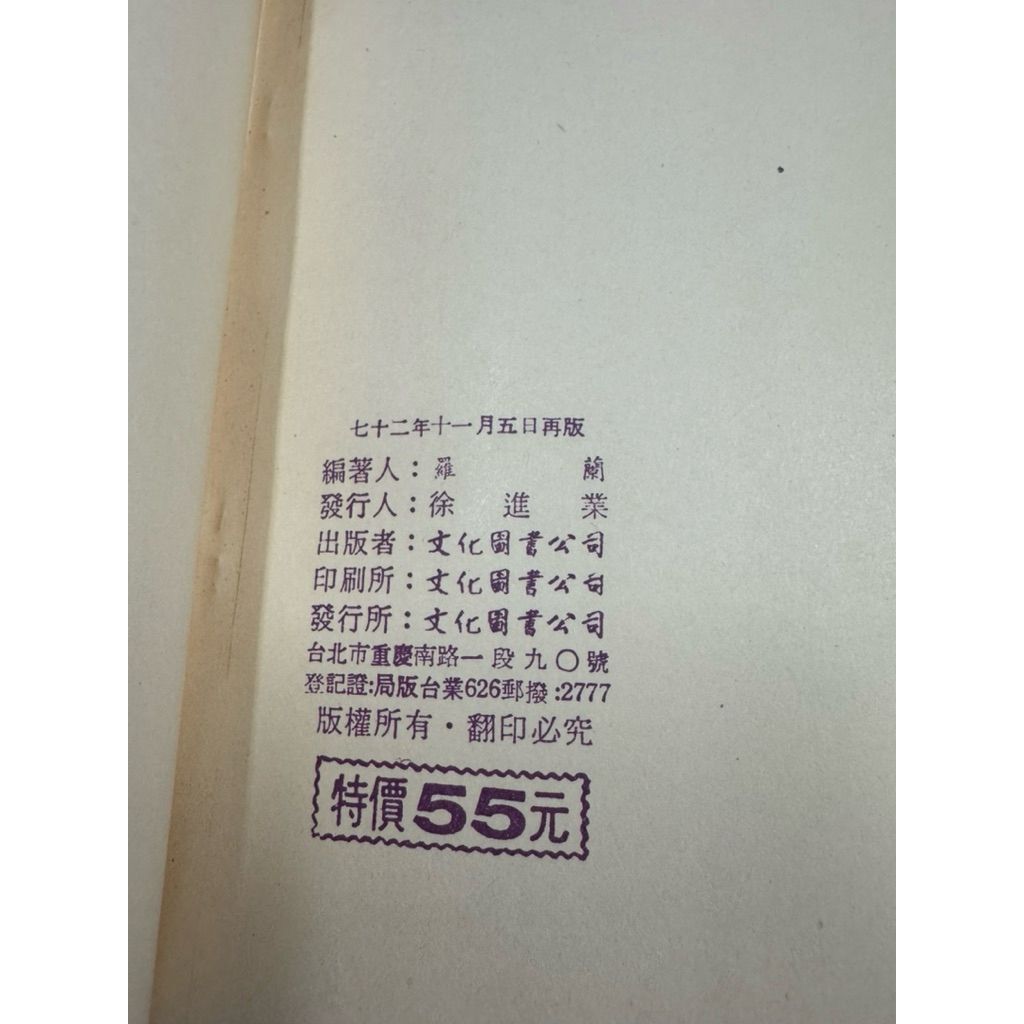 七十二年十一月五日再版
編著人：羅蘭
發行人：徐進業
出版者：文化圖書公司
印刷所：文化圖書公司
發行所：文化圖書公司
台北市重慶南路一段九〇號
登記證:局版台業626郵撥:2777
版權所有・翻印必究
特價55元